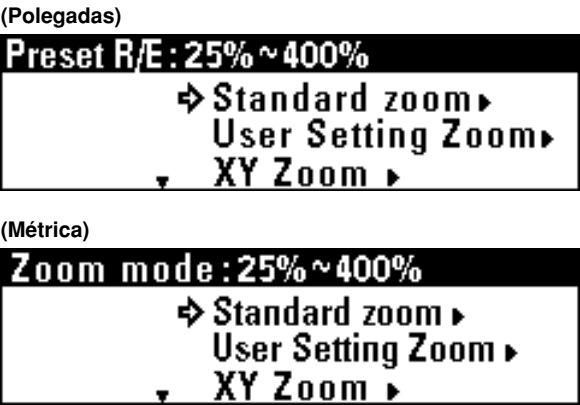 (Polegadas)
Preset R/E:25%~400%
Standard zoom
User Setting Zoom
XY Zoom
(Métrica)
Zoom mode:25%~400%
Standard zoom
User Setting Zoom
XY Zoom